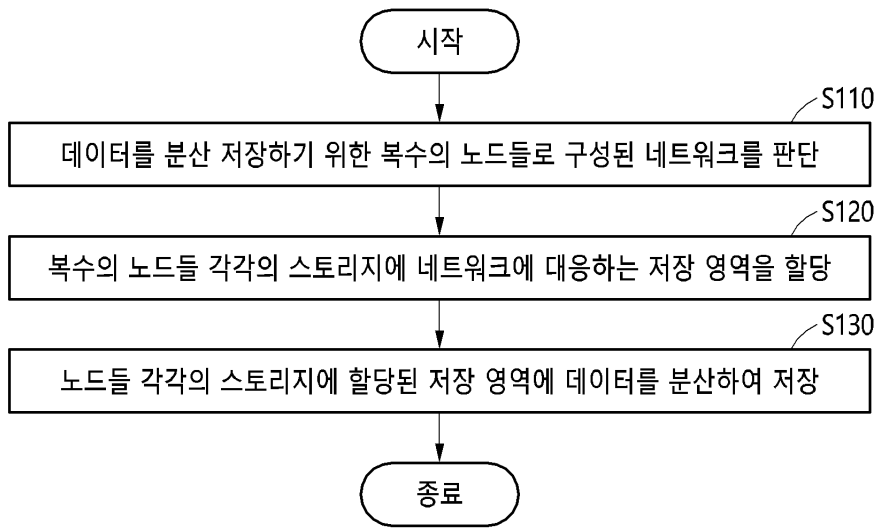 시작
S110
데이터를 분산 저장하기 위한 복수의 노드들로 구성된 네트워크를 판단
S120
복수의 노드들 각각의 스토리지에 네트워크에 대응하는 저장 영역을 할당
S130
노드들 각각의 스토리지에 할당된 저장 영역에 데이터를 분산하여 저장
종료